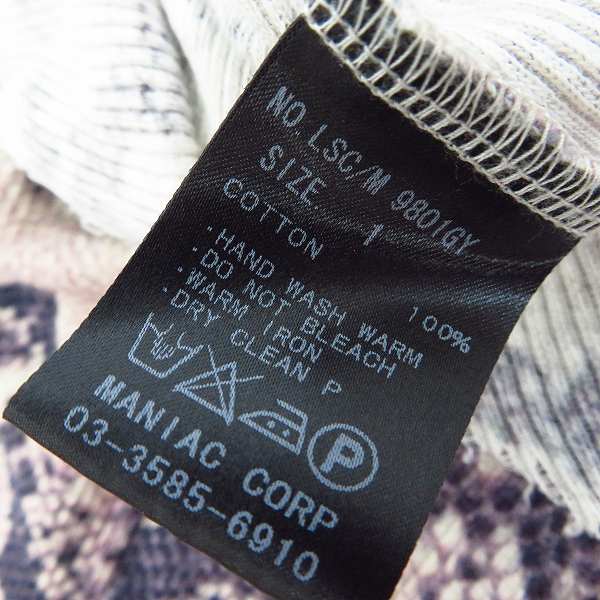 NO.LSC/M 9801GY
SIZE 1
COTTON 100%
・HAND WASH WARM
・DO NOT BLEACH
・WARM IRON
・DRY CLEAN P
P
MANIAC CORP
03-3585-6910